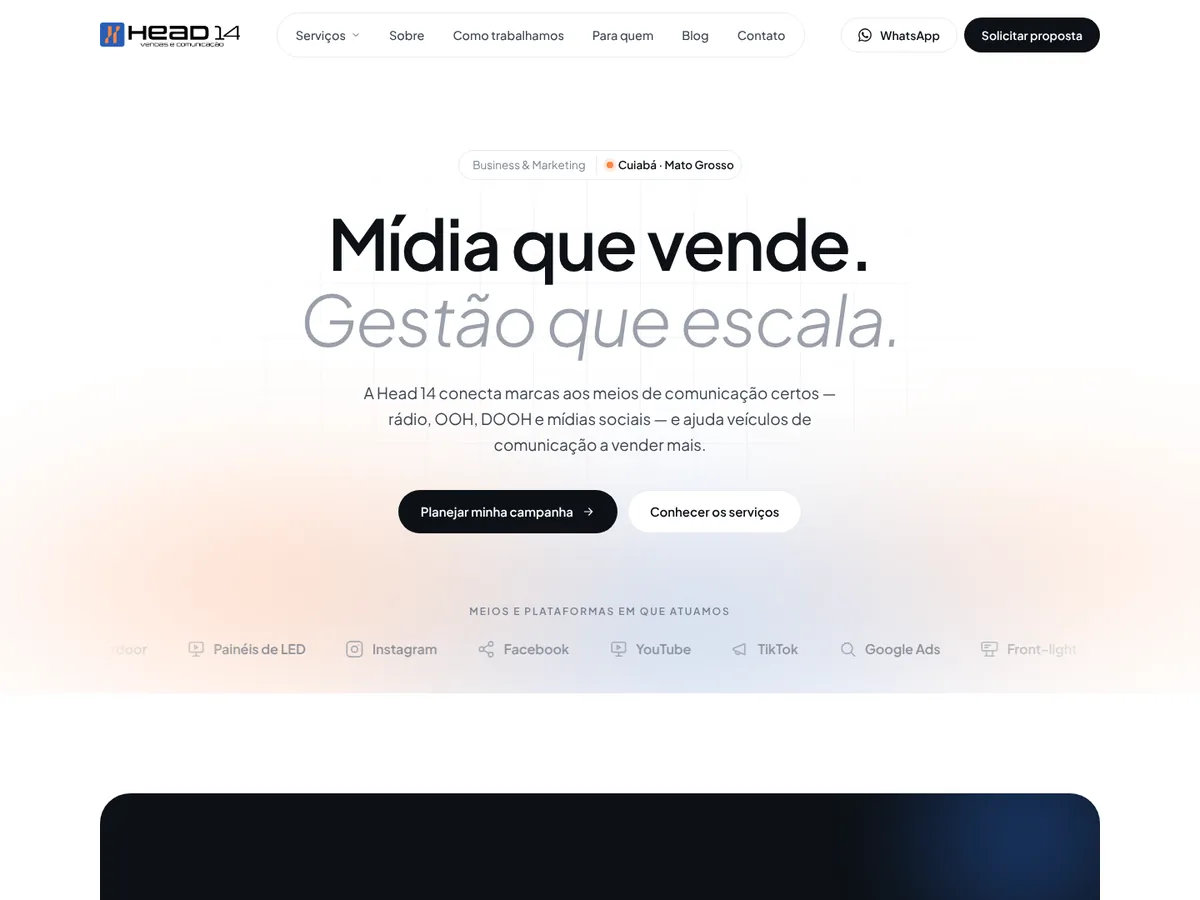 HEAD 14
vendas e comunicação
Serviços
Sobre
Como trabalhamos
Para quem
Blog
Contato
WhatsApp
Solicitar proposta
Business & Marketing
Cuiabá · Mato Grosso
Mídia que vende.
Gestão que escala.
A Head 14 conecta marcas aos meios de comunicação certos —
rádio, OOH, DOOH e mídias sociais — e ajuda veículos de
comunicação a vender mais.
Planejar minha campanha →
Conhecer os serviços
MEIOS E PLATAFORMAS EM QUE ATUAMOS
Painéis de LED
Instagram
Facebook
YouTube
TikTok
Google Ads
Front-light